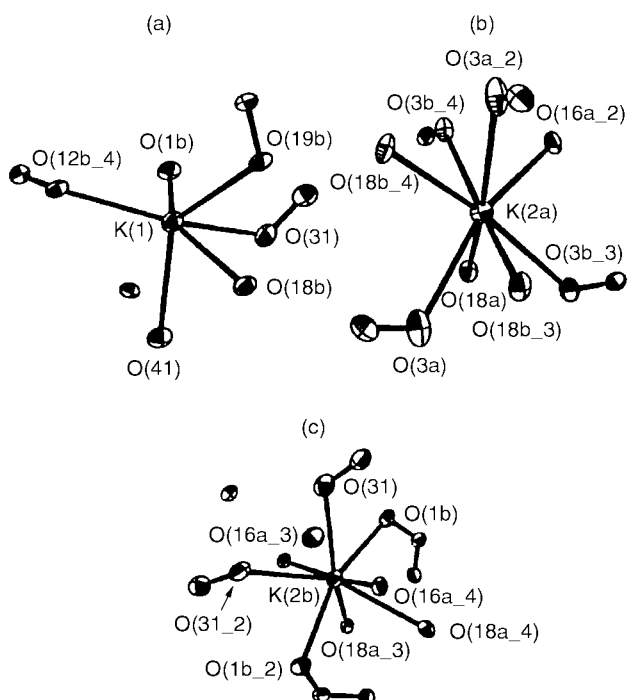 (a)
(b)
O(3a_2)
O(3b_4)
O(16a_2)
O(1b)
O(19b)
O(12b_4)
O(18b_4)
K(1)
K(2a)
O(31)
O(3b_3)
O(18b)
O(18a)
O(18b_3)
O(41)
O(3a)
(c)
O(31)
O(1b)
O(16a_3)
K(2b)
O(16a_4)
O(31_2)
O(18a_3)
O(18a_4)
O(1b_2)